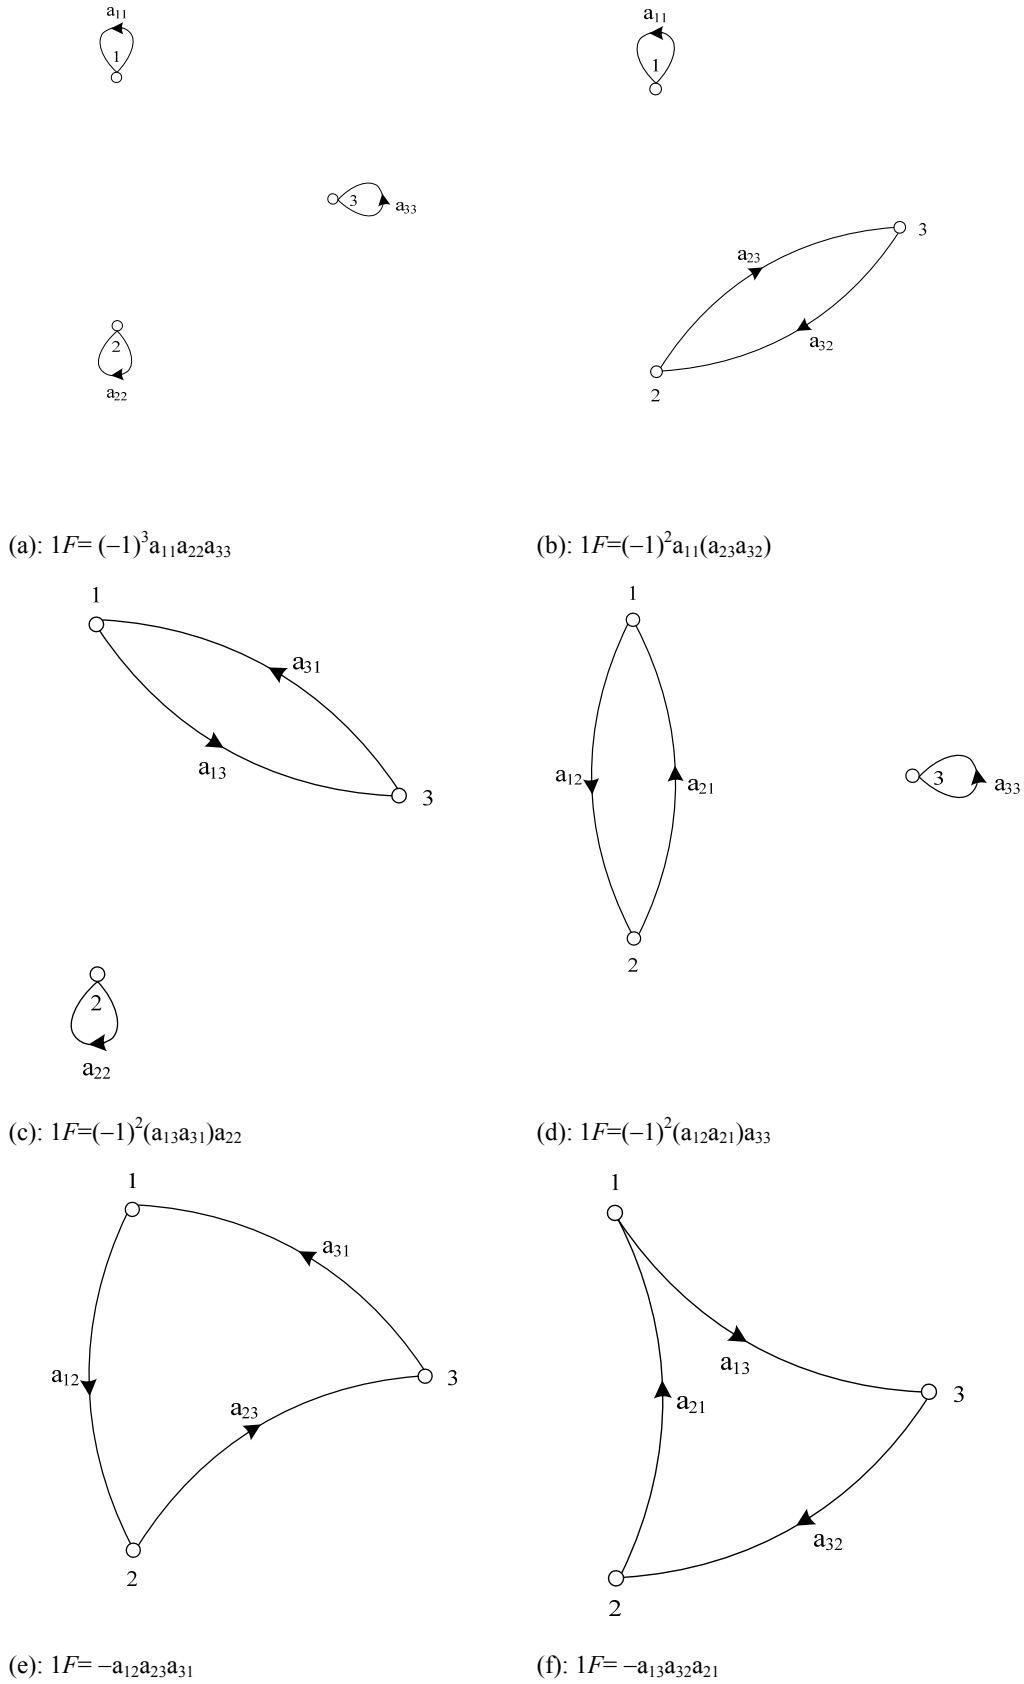 a₁₁
1
3
a₃₃
2
a₂₂
a₁₁
1
a₂₃
3
a₃₂
2
(a): 1F= (–1)³a₁₁a₂₂a₃₃
(b): 1F=(–1)²a₁₁(a₂₃a₃₂)
1
a₃₁
a₁₃
3
2
a₂₂
1
a₁₂
a₂₁
3
a₃₃
2
(c): 1F=(–1)²(a₁₃a₃₁)a₂₂
(d): 1F=(–1)²(a₁₂a₂₁)a₃₃
1
a₃₁
a₁₂
3
a₂₃
2
1
a₁₃
3
a₂₁
a₃₂
2
(e): 1F= –a₁₂a₂₃a₃₁
(f): 1F= –a₁₃a₃₂a₂₁